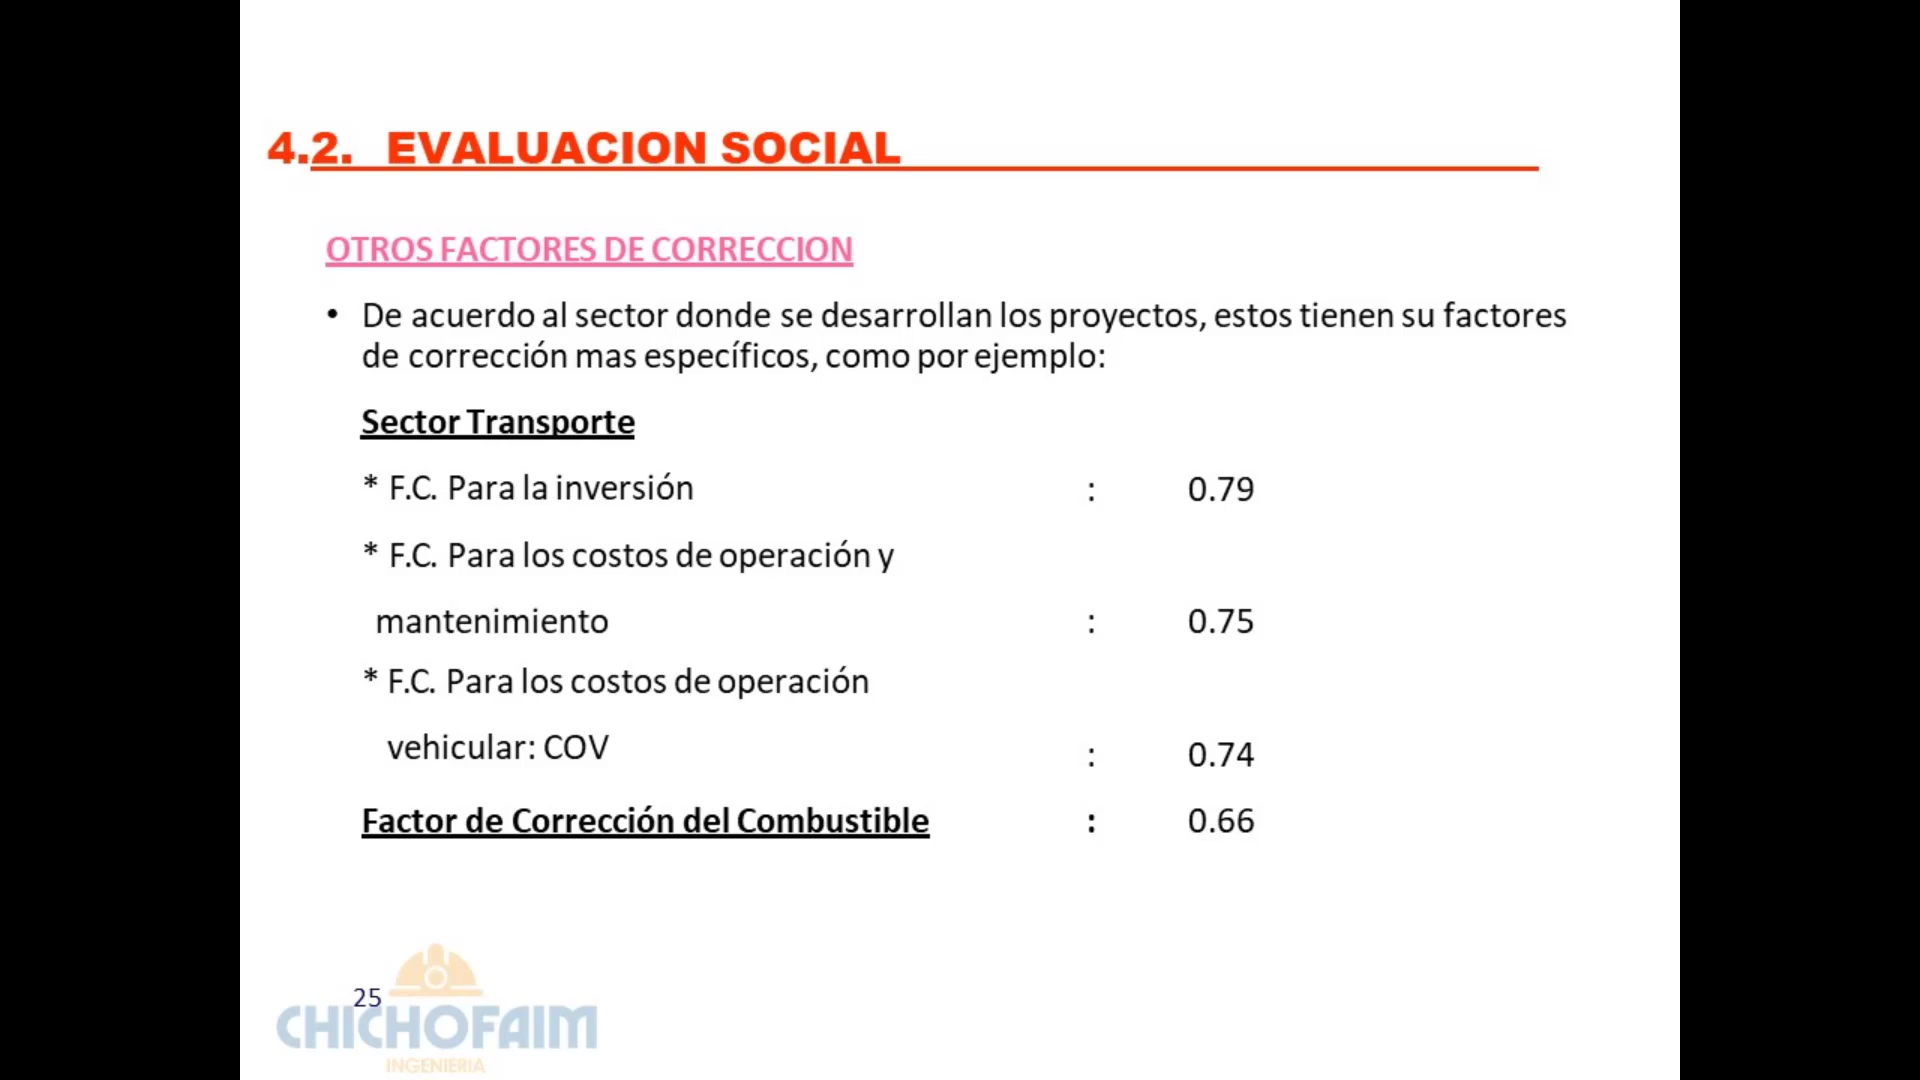 4.2. EVALUACION SOCIAL
OTROS FACTORES DE CORRECCION
• De acuerdo al sector donde se desarrollan los proyectos, estos tienen su factores
de corrección mas específicos, como por ejemplo:
Sector Transporte
* F.C. Para la inversión : 0.79
* F.C. Para los costos de operación y
mantenimiento : 0.75
* F.C. Para los costos de operación
vehicular: COV : 0.74
Factor de Corrección del Combustible : 0.66
25
CHICHOFAIM
INGENIERIA